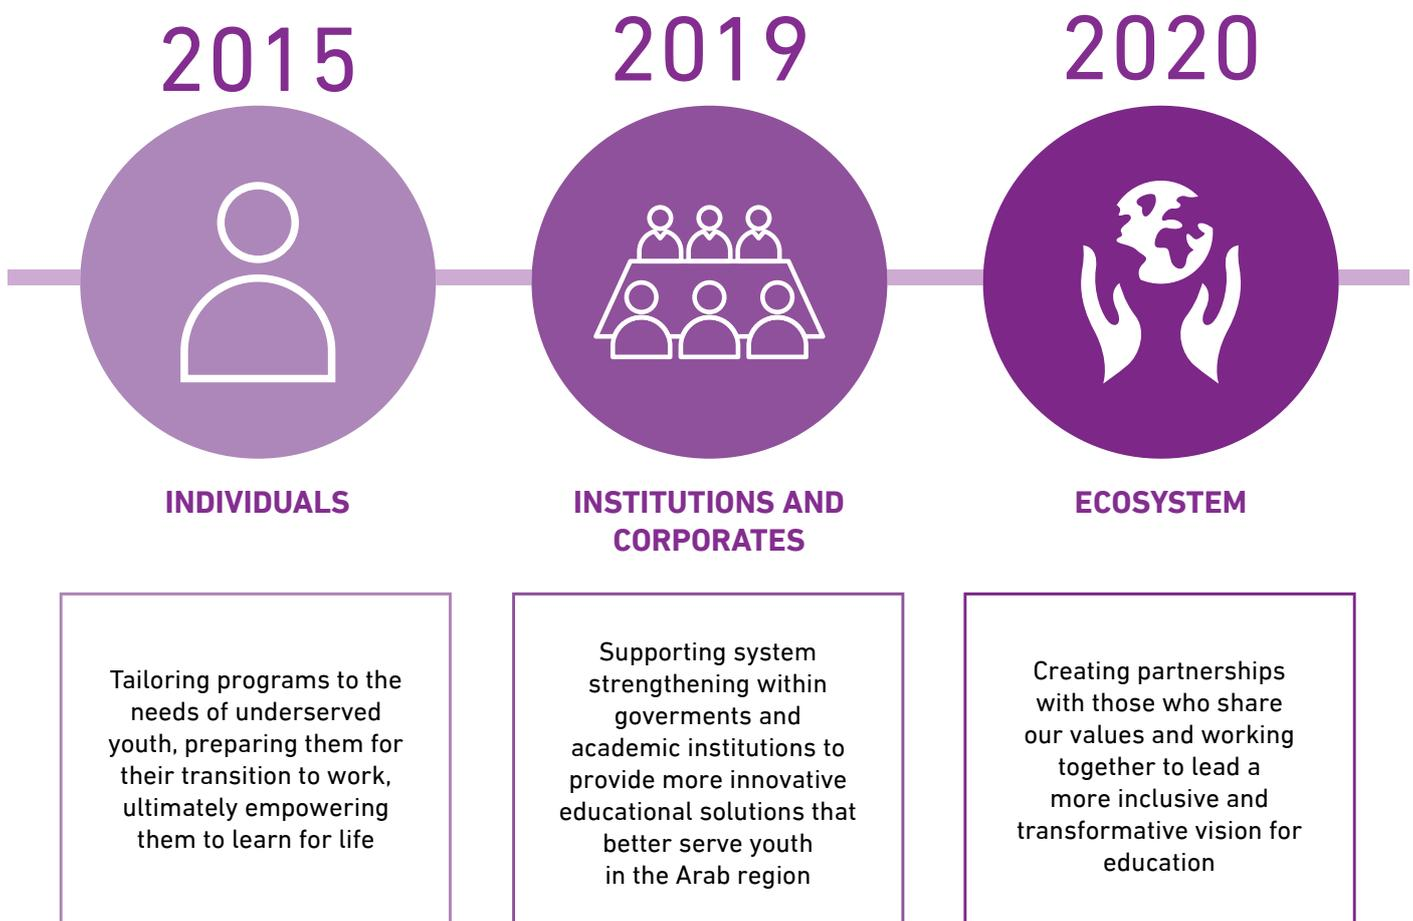 2015
2019
2020
INDIVIDUALS
INSTITUTIONS AND
CORPORATES
ECOSYSTEM
Tailoring programs to the
needs of underserved
youth, preparing them for
their transition to work,
ultimately empowering
them to learn for life
Supporting system
strengthening within
goverments and
academic institutions to
provide more innovative
educational solutions that
better serve youth
in the Arab region
Creating partnerships
with those who share
our values and working
together to lead a
more inclusive and
transformative vision for
education